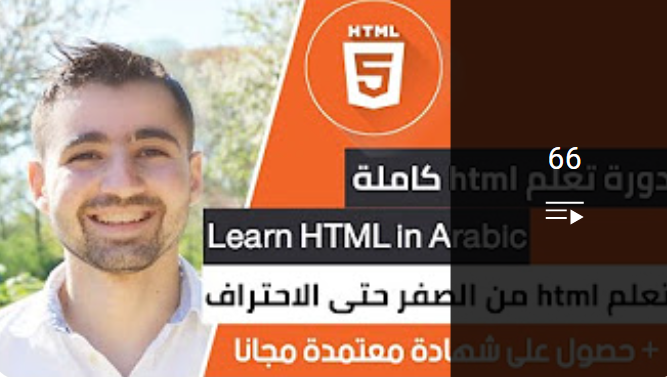 HTML
5
66
دورة تعلم html كاملة
Learn HTML in Arabic
تعلم html من الصفر حتى الاحتراف
+ حصول على شهادة معتمدة مجانا